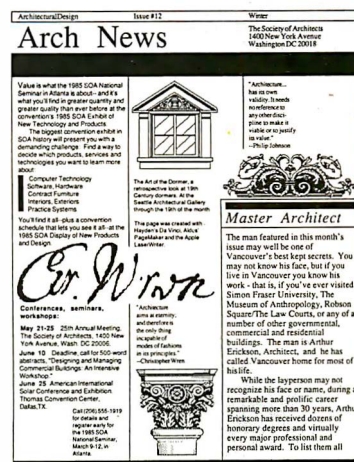 ArchitecturalDesign
Issue #12
Winter
Arch News
The Society of Architects
1400 New York Avenue
Washington DC 20018
Value is what the 1985 SOA National
Seminar in Atlanta is about-- and it's
what you'll find in greater quantity and
greater quality than ever before at the
convention's 1985 SOA Exhibit of
New Technology and Products.
The biggest convention exhibit in
SOA history will present you with a
demanding challenge. Find a way to
decide which products, services and
technologies you want to learn more
about:
Computer Technology
Software, Hardware
Contract Furniture
Interiors, Exteriors
Practice Systems
You'll find it all--plus a convention
schedule that lets you see it all--at the
1985 SOA Display of New Products
and Design.
Chr. Wren
Conferences, seminars,
workshops:
May 21-25 25th Annual Meeting,
The Society of Architects, 1400 New
York Avenue, Wash. DC 20006.
June 10 Deadline, call for 500-word
abstracts, "Designing and Managing
Commercial Buildings: An Intensive
Workshop."
June 25 American International
Solar Conference and Exhibition.
Thomas Convention Center,
Dallas,TX.
Call (206) 555-1919
for details and
register early for
the 1985 SOA
National Seminar,
March 9-12, in
Atlanta.
The Art of the Dormer, a
retrospective look at 19th
Century dormers. At the
Seattle Architectural Gallery
through the 19th of the month.
This page was created with
Hayden's Da Vinci, Aldus'
PageMaker and the Apple
LaserWriter.
"Architecture
aims at eternity;
and therefore is
the only thing
incapable of
modes of fashions
in its principles."
--Christopher Wren
"Architecture...
has its own
validity. It needs
no reference to
any other disci-
pline to make it
viable or to justify
its value."
--Philip Johnson
Master Architect
The man featured in this month's
issue may well be one of
Vancouver's best kept secrets. You
may not know his face, but if you
live in Vancouver you know his
work - that is, if you've ever visited
Simon Fraser University, The
Museum of Anthropology, Robson
Square/The Law Courts, or any of a
number of other governmental,
commercial and residential
buildings. The man is Arthur
Erickson, Architect, and he has
called Vancouver home for most of
his life.
While the layperson may not
recognize his face or name, during a
remarkable and prolific career
spanning more than 30 years, Arthu
Erickson has received dozens of
honorary degrees and virtually
every major professional and
personal award. To list them all